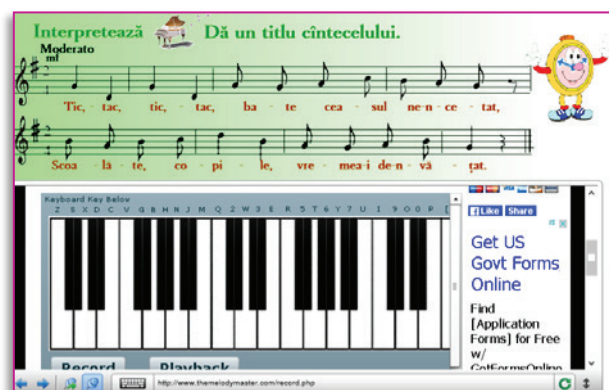 Interpretează Dă un titlu cîntecelului.
Moderato
mf
Tic, - tac, tic, - tac, ba - te cea - sul ne-n - ce - tat,
Scoa - lă - te, co - pi - le, vre - mea-i de-n - vă - țat.
Keyboard Key Below
Z S X D C V G B H N J M Q 2 W 3 E R 5 T 6 Y 7 U I 9 O 0 P [
Like Share
Get US
Govt Forms
Online
Find
[Application
Forms] for Free
w/
GetFormsOnline
Record Playback
http://www.themelodymaster.com/record.php